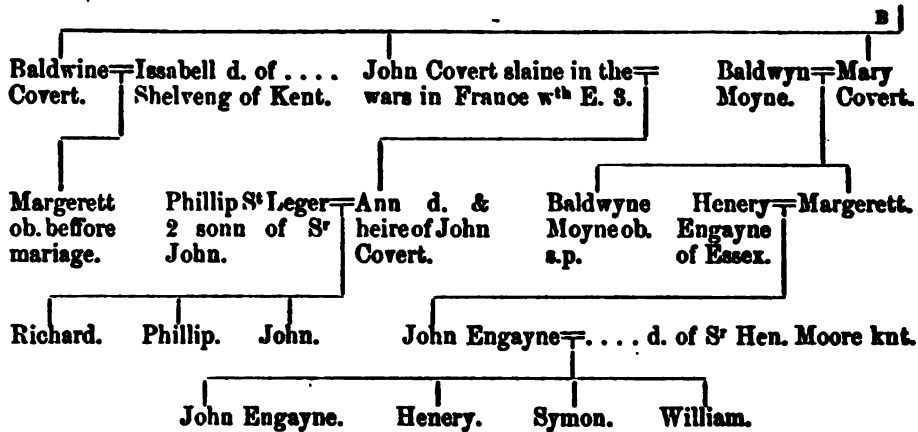 B
Baldwine = Issabell d. of . . . . John Covert slaine in the = Baldwyn = Mary
Covert. Shelveng of Kent. wars in France wth E. 3. Moyne. Covert.
Margerett Phillip St Leger = Ann d. & Baldwyne Henery = Margerett.
ob. beffore 2 sonn of Sr heire of John Moyne ob. Engayne
mariage. John. Covert. s.p. of Essex.
Richard. Phillip. John. John Engayne = . . . . d. of Sr Hen. Moore knt.
John Engayne. Henery. Symon. William.